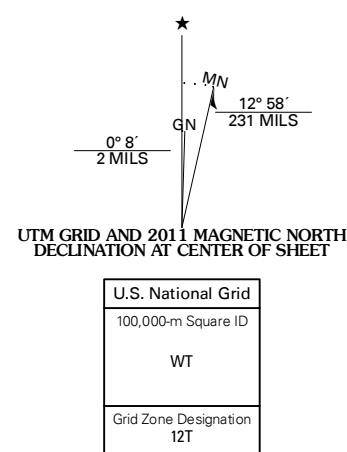 ★
MN
12° 58´
231 MILS
GN
0° 8´
2 MILS
UTM GRID AND 2011 MAGNETIC NORTH
DECLINATION AT CENTER OF SHEET
U.S. National Grid
100,000-m Square ID
WT
Grid Zone Designation
12T